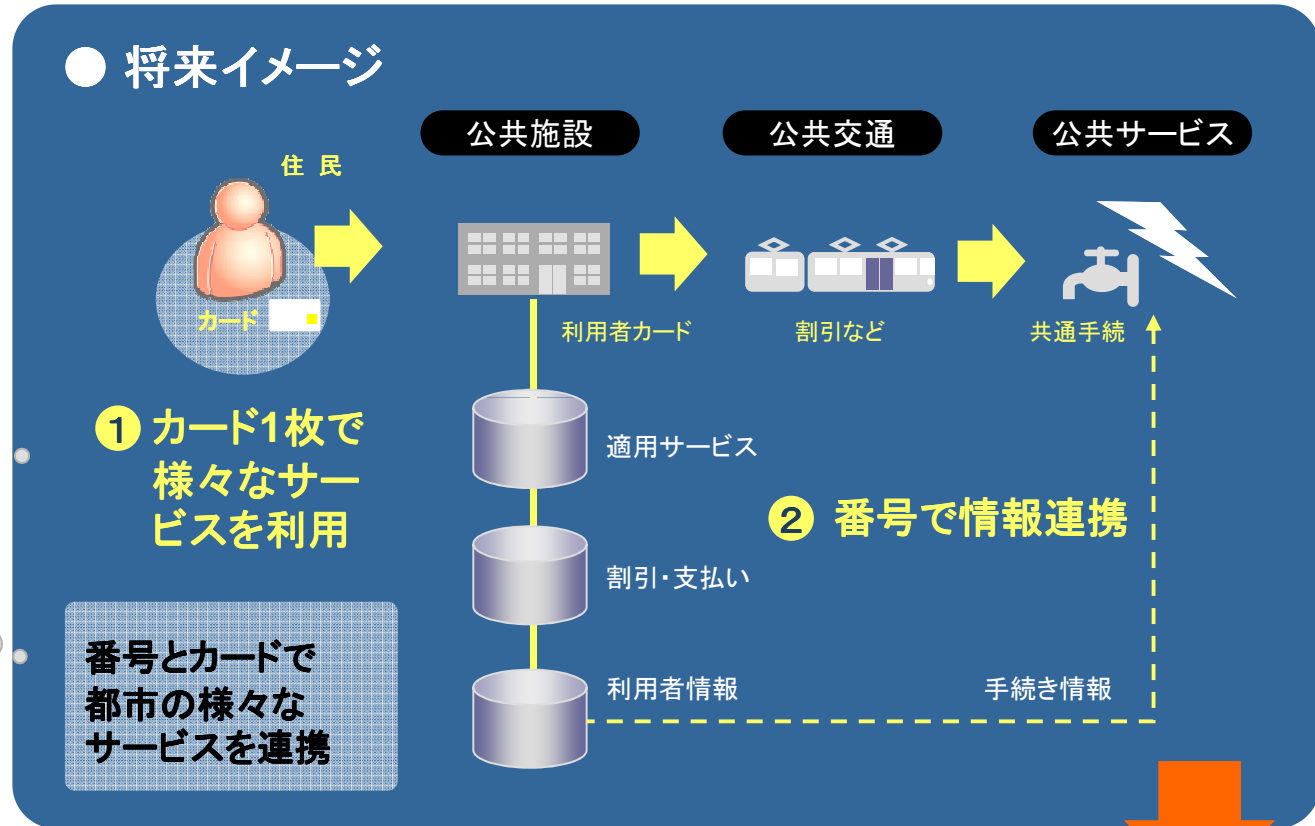 ● 将来イメージ
公共施設
公共交通
公共サービス
住 民
カード
利用者カード
割引など
共通手続
❶ カード1枚で
様々なサー
ビスを利用
適用サービス
❷ 番号で情報連携
割引・支払い
番号とカードで
都市の様々な
サービスを連携
利用者情報
手続き情報